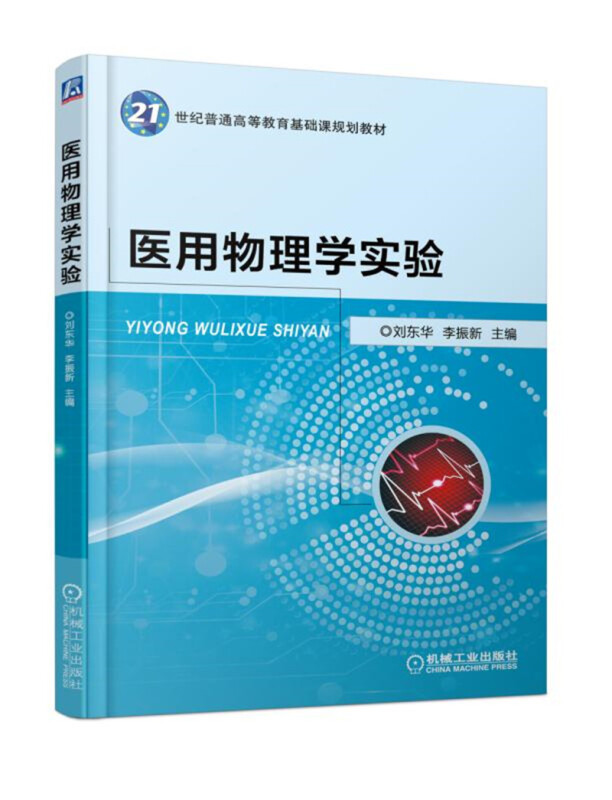 21
世纪普通高等教育基础课规划教材
医用物理学实验
YIYONG WULIXUE SHIYAN
◎刘东华 李振新 主编
机械工业出版社
CHINA MACHINE PRESS
医用物理学实验
◎刘东华 李振新 主编
机械工业出版社
CHINA MACHINE PRESS